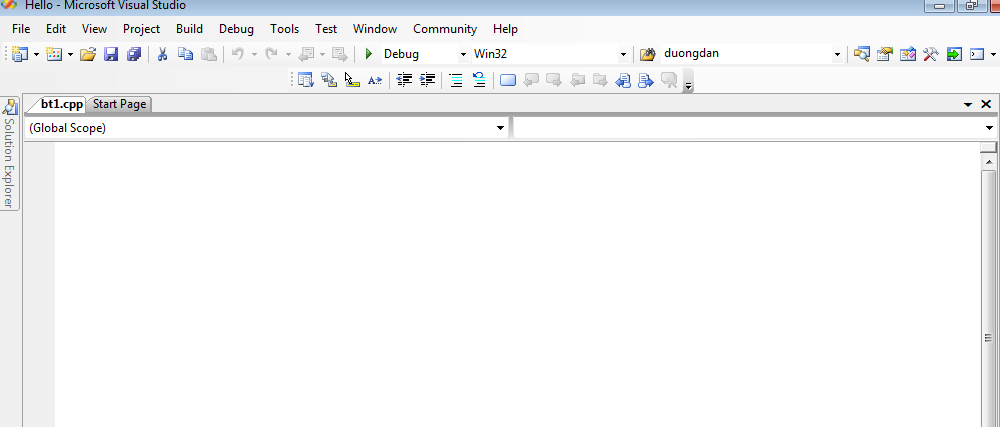 Hello - Microsoft Visual Studio
File Edit View Project Build Debug Tools Test Window Community Help
Debug Win32 duongdan
bt1.cpp Start Page
(Global Scope)
Solution Explorer